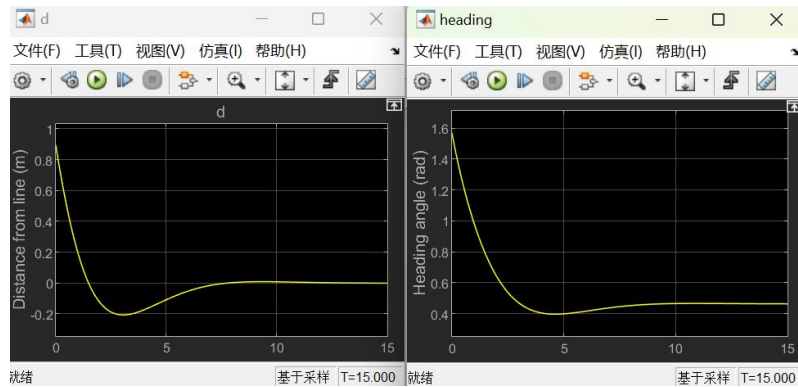 d
文件(F) 工具(T) 视图(V) 仿真(I) 帮助(H)
d
Distance from line (m)
1
0.8
0.6
0.4
0.2
0
-0.2
0 5 10 15
就绪 基于采样 T=15.000
heading
文件(F) 工具(T) 视图(V) 仿真(I) 帮助(H)
Heading angle (rad)
1.6
1.4
1.2
1
0.8
0.6
0.4
0 5 10 15
就绪 基于采样 T=15.000